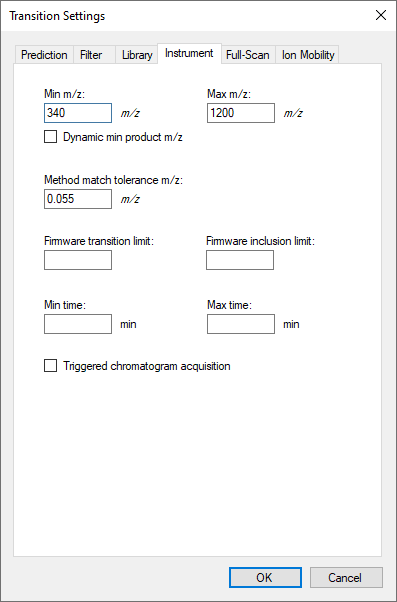 Transition Settings
Prediction Filter Library Instrument Full-Scan Ion Mobility
Min m/z: Max m/z:
340 m/z 1200 m/z
Dynamic min product m/z
Method match tolerance m/z:
0.055 m/z
Firmware transition limit: Firmware inclusion limit:
Min time: Max time:
min min
Triggered chromatogram acquisition
OK Cancel